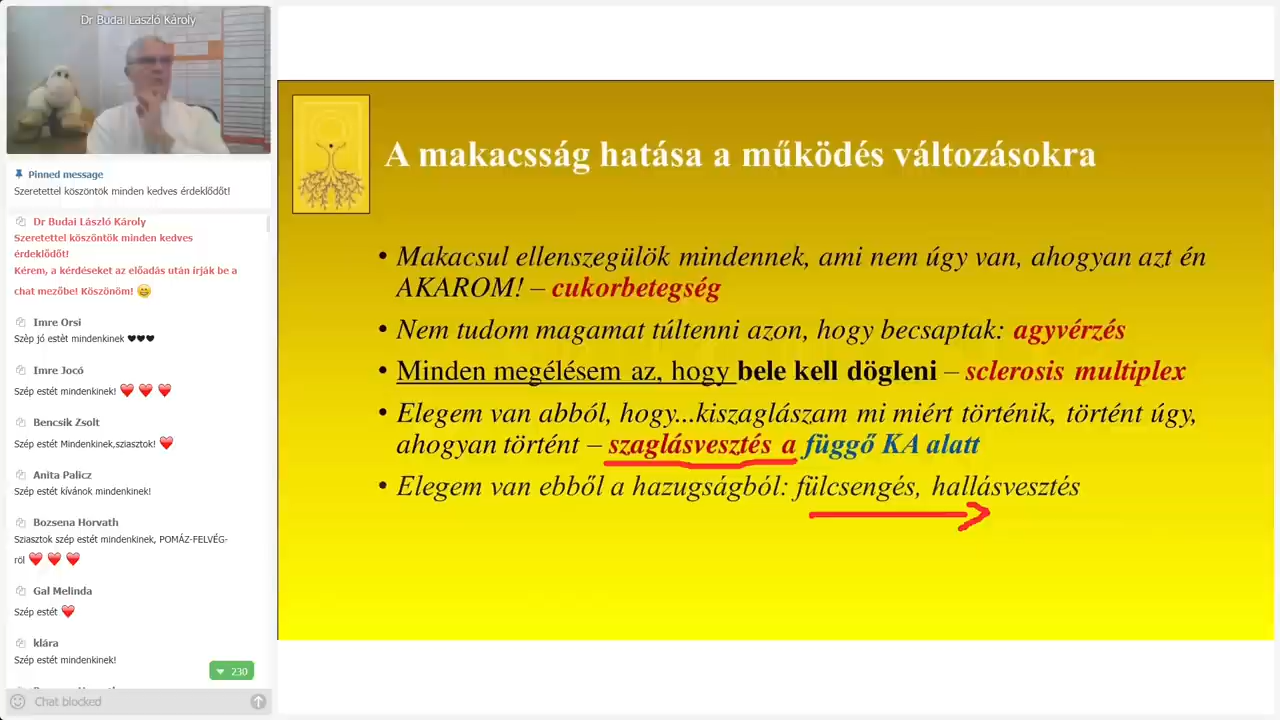 Dr Budai László Károly
Pinned message
Szeretettel köszöntök minden kedves érdeklődőt!
Dr Budai László Károly
Szeretettel köszöntök minden kedves
érdeklődőt!
Kérem, a kérdéseket az előadás után írják be a
chat mezőbe! Köszönöm! 😄
Imre Orsi
Szèp jó estèt mindenkinek ♥♥♥
Imre Jocó
Szép estét mindenkinek! ❤️ ❤️ ❤️
Bencsik Zsolt
Szép estét Mindenkinek,sziasztok! ❤️
Anita Palicz
Szép estét kívánok mindenkinek!
Bozsena Horvath
Sziasztok szép estét mindenkinek, POMÁZ-FELVÉG-
ről ❤️ ❤️ ❤️
Gal Melinda
Szép estét ❤️
klára
Szép estét mindenkinek!
230
Chat blocked
A makacsság hatása a működés változásokra
• Makacsul ellenszegülök mindennek, ami nem úgy van, ahogyan azt én
AKAROM! – cukorbetegség
• Nem tudom magamat túltenni azon, hogy becsaptak: agyvérzés
• Minden megélésem az, hogy bele kell dögleni – sclerosis multiplex
• Elegem van abból, hogy...kiszaglászam mi miért történik, történt úgy,
ahogyan történt – szaglásvesztés a függő KA alatt
• Elegem van ebből a hazugságból: fülcsengés, hallásvesztés